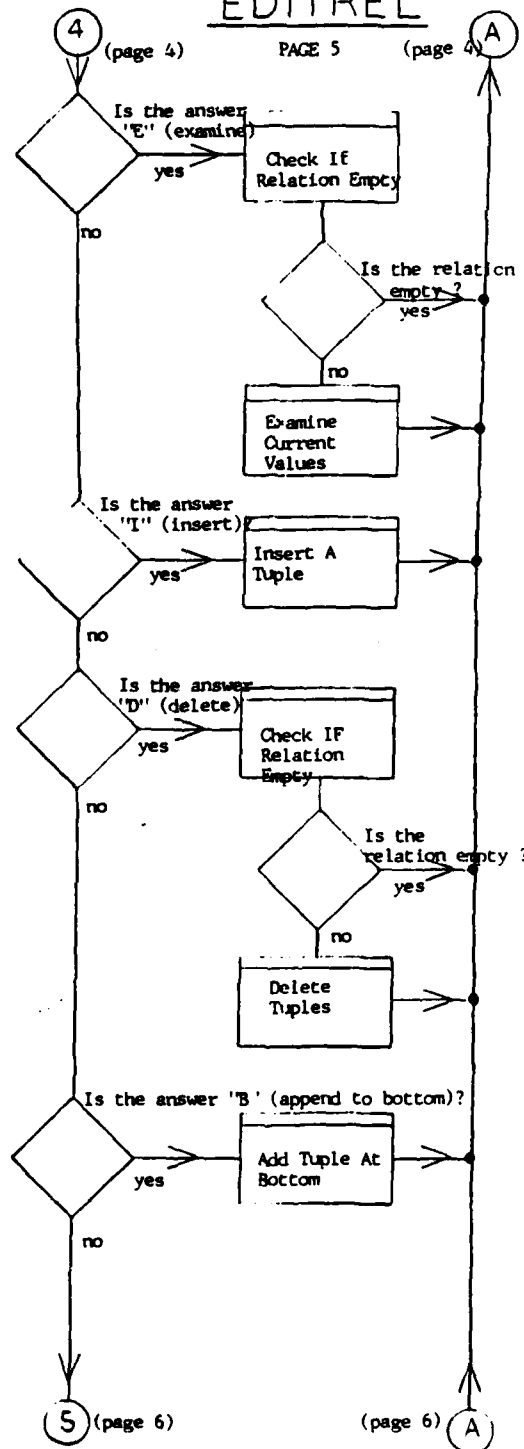 EDITREL
4
(page 4)
PAGE 5
(page 4)
A
Is the answer
"E" (examine)
yes
no
Check If
Relation Empty
Is the relation
empty ?
yes
no
Examine
Current
Values
Is the answer
"I" (insert)?
yes
no
Insert A
Tuple
Is the answer
"D" (delete)
yes
no
Check IF
Relation
Empty
Is the
relation empty ?
yes
no
Delete
Tuples
Is the answer "B" (append to bottom)?
yes
no
Add Tuple At
Bottom
5
(page 6)
(page 6)
A